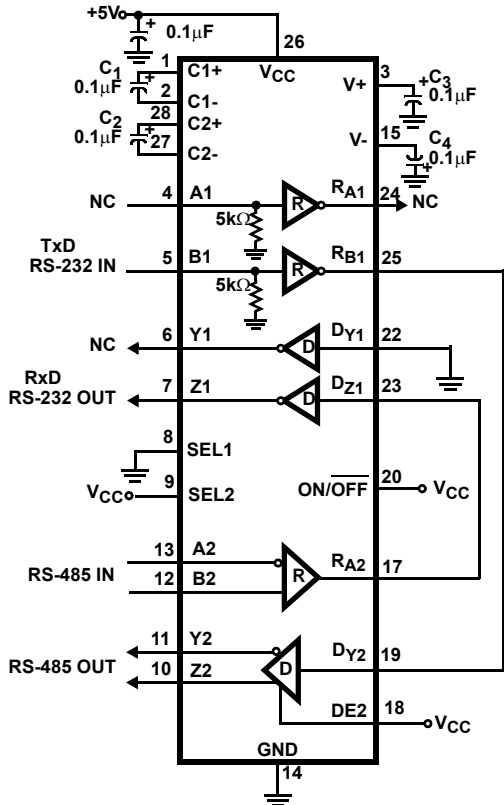 +5V
0.1µF
26
VCC
1
C1
0.1µF
C1+
2
C1-
C2
0.1µF
28
C2+
27
C2-
3
V+
C3
0.1µF
15
V-
C4
0.1µF
NC
4
A1
5kΩ
R
RA1
24
NC
TxD
RS-232 IN
5
B1
5kΩ
R
RB1
25
NC
6
Y1
D
DY1
22
RxD
RS-232 OUT
7
Z1
D
DZ1
23
8
SEL1
VCC
9
SEL2
ON/OFF
20
VCC
RS-485 IN
13
A2
12
B2
R
RA2
17
RS-485 OUT
11
Y2
10
Z2
D
DY2
19
DE2
18
VCC
GND
14